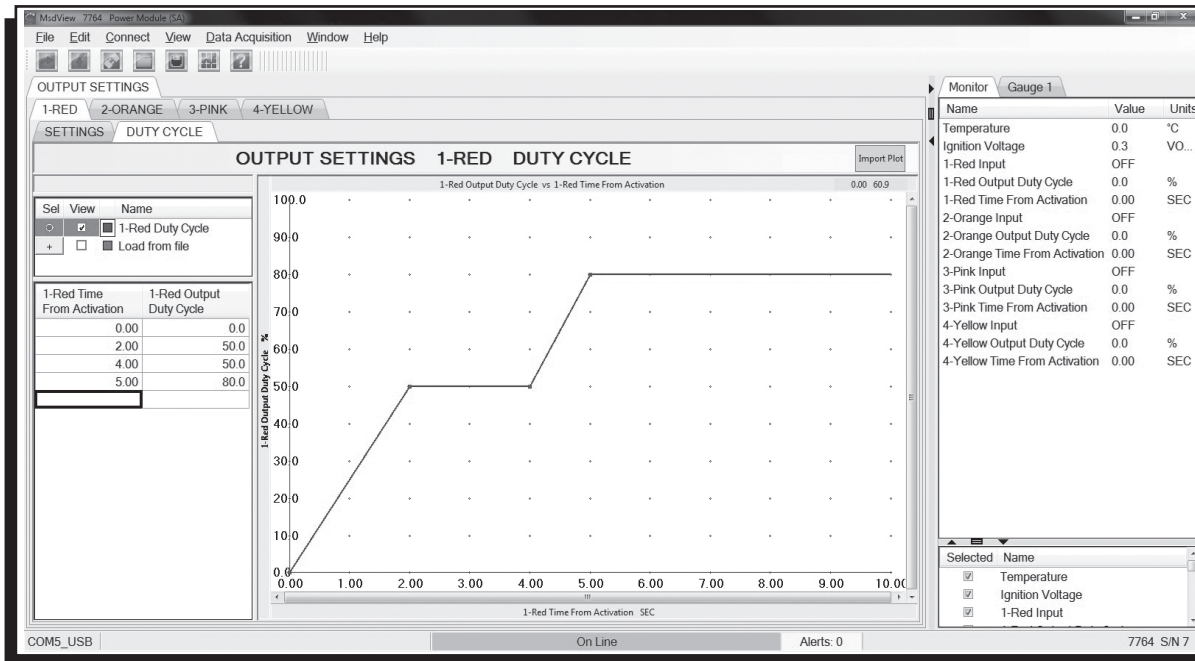 MsdView 7764 Power Module (SA)
File Edit Connect View Data Acquisition Window Help
OUTPUT SETTINGS
1-RED 2-ORANGE 3-PINK 4-YELLOW
SETTINGS DUTY CYCLE
OUTPUT SETTINGS 1-RED DUTY CYCLE
Import Plot
Sel View Name
1-Red Duty Cycle
+ Load from file
1-Red Time From Activation 1-Red Output Duty Cycle
0.00 0.0
2.00 50.0
4.00 50.0
5.00 80.0
1-Red Output Duty Cycle vs 1-Red Time From Activation 0.00 60.9
1-Red Output Duty Cycle %
100.0
90.0
80.0
70.0
60.0
50.0
40.0
30.0
20.0
10.0
0.0
0.00 1.00 2.00 3.00 4.00 5.00 6.00 7.00 8.00 9.00 10.00
1-Red Time From Activation SEC
Monitor Gauge 1
Name Value Units
Temperature 0.0 °C
Ignition Voltage 0.3 VO...
1-Red Input OFF
1-Red Output Duty Cycle 0.0 %
1-Red Time From Activation 0.00 SEC
2-Orange Input OFF
2-Orange Output Duty Cycle 0.0 %
2-Orange Time From Activation 0.00 SEC
3-Pink Input OFF
3-Pink Output Duty Cycle 0.0 %
3-Pink Time From Activation 0.00 SEC
4-Yellow Input OFF
4-Yellow Output Duty Cycle 0.0 %
4-Yellow Time From Activation 0.00 SEC
Selected Name
Temperature
Ignition Voltage
1-Red Input
COM5_USB On Line Alerts: 0 7764 S/N 7